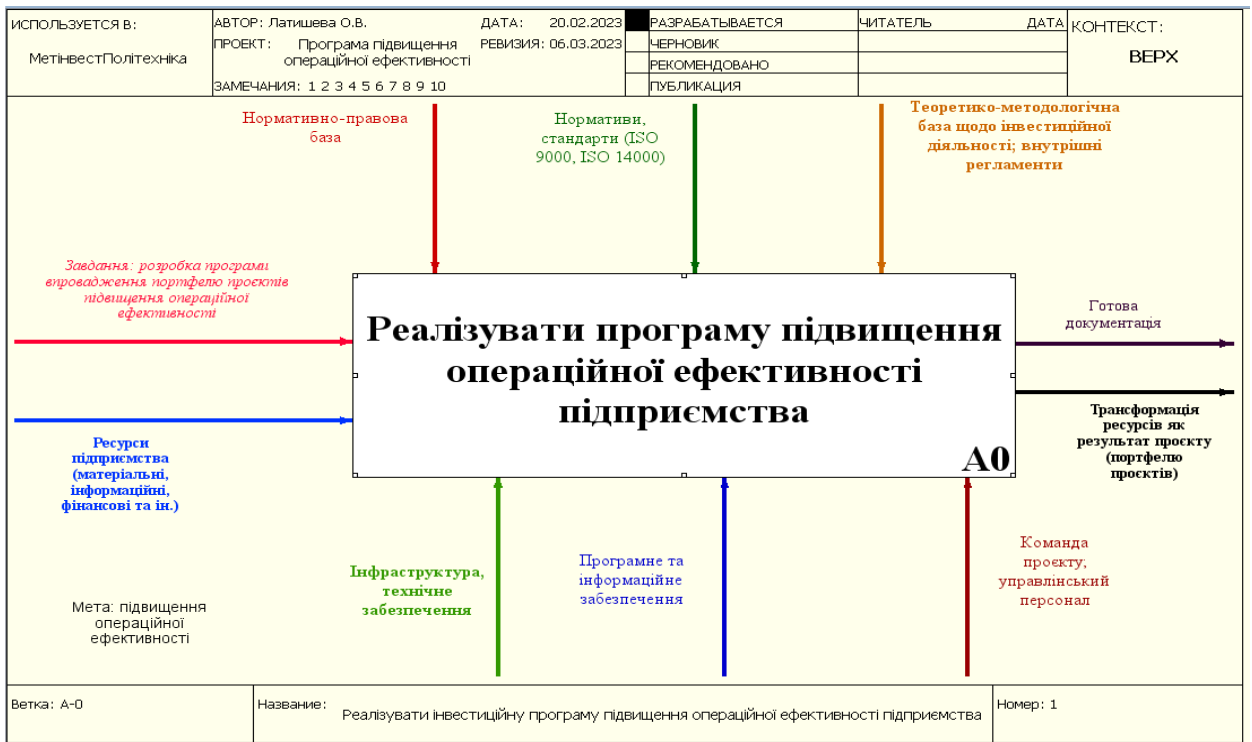 ИСПОЛЬЗУЕТСЯ В:
МетінвестПолітехніка
АВТОР: Латишева О.В.
ДАТА: 20.02.2023
ПРОЕКТ: Програма підвищення
операційної ефективності
РЕВИЗИЯ: 06.03.2023
ЗАМЕЧАНИЯ: 1 2 3 4 5 6 7 8 9 10
РАЗРАБАТЫВАЕТСЯ
ЧЕРНОВИК
РЕКОМЕНДОВАНО
ПУБЛИКАЦИЯ
ЧИТАТЕЛЬ ДАТА
КОНТЕКСТ:
ВЕРХ
Нормативно-правова
база
Нормативи,
стандарти (ISO
9000, ISO 14000)
Теоретико-методологічна
база щодо інвестиційної
діяльності; внутрішні
регламенти
Завдання: розробка програми
впровадження портфелю проєктів
підвищення операційної
ефективності
Ресурси
підприємства
(матеріальні,
інформаційні,
фінансові та ін.)
Реалізувати програму підвищення
операційної ефективності
підприємства
A0
Готова
документація
Трансформація
ресурсів як
результат проєкту
(портфелю
проєктів)
Інфраструктура,
технічне
забезпечення
Програмне та
інформаційне
забезпечення
Команда
проєкту;
управлінський
персонал
Мета: підвищення
операційної
ефективності
Ветка: A-0
Название: Реалізувати інвестиційну програму підвищення операційної ефективності підприємства
Номер: 1